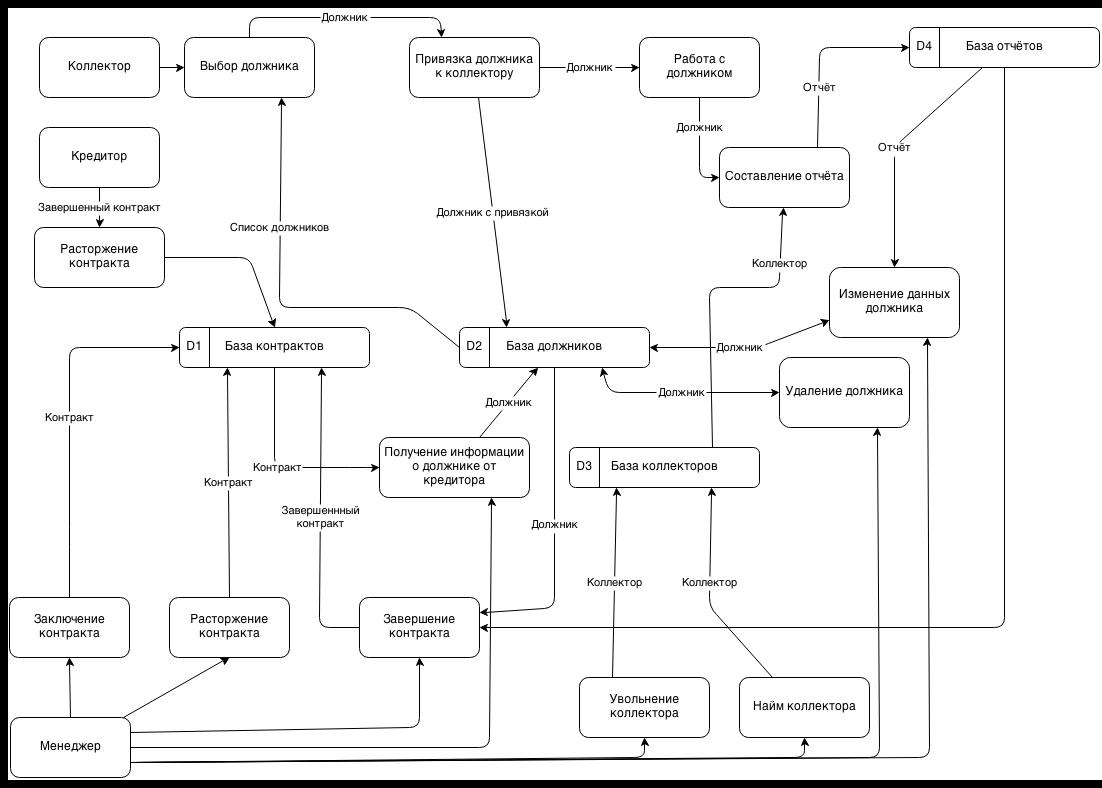 Должник
Коллектор
Выбор должника
Привязка должника
к коллектору
Должник
Работа с
должником
D4
База отчётов
Отчёт
Должник
Отчёт
Кредитор
Составление отчёта
Завершенный контракт
Должник с привязкой
Список должников
Расторжение
контракта
Коллектор
Изменение данных
должника
D1
База контрактов
D2
База должников
Должник
Должник
Удаление должника
Должник
Контракт
Получение информации
о должнике от
кредитора
Контракт
D3
База коллекторов
Контракт
Завершеннный
контракт
Должник
Коллектор
Коллектор
Заключение
контракта
Расторжение
контракта
Завершение
контракта
Увольнение
коллектора
Найм коллектора
Менеджер